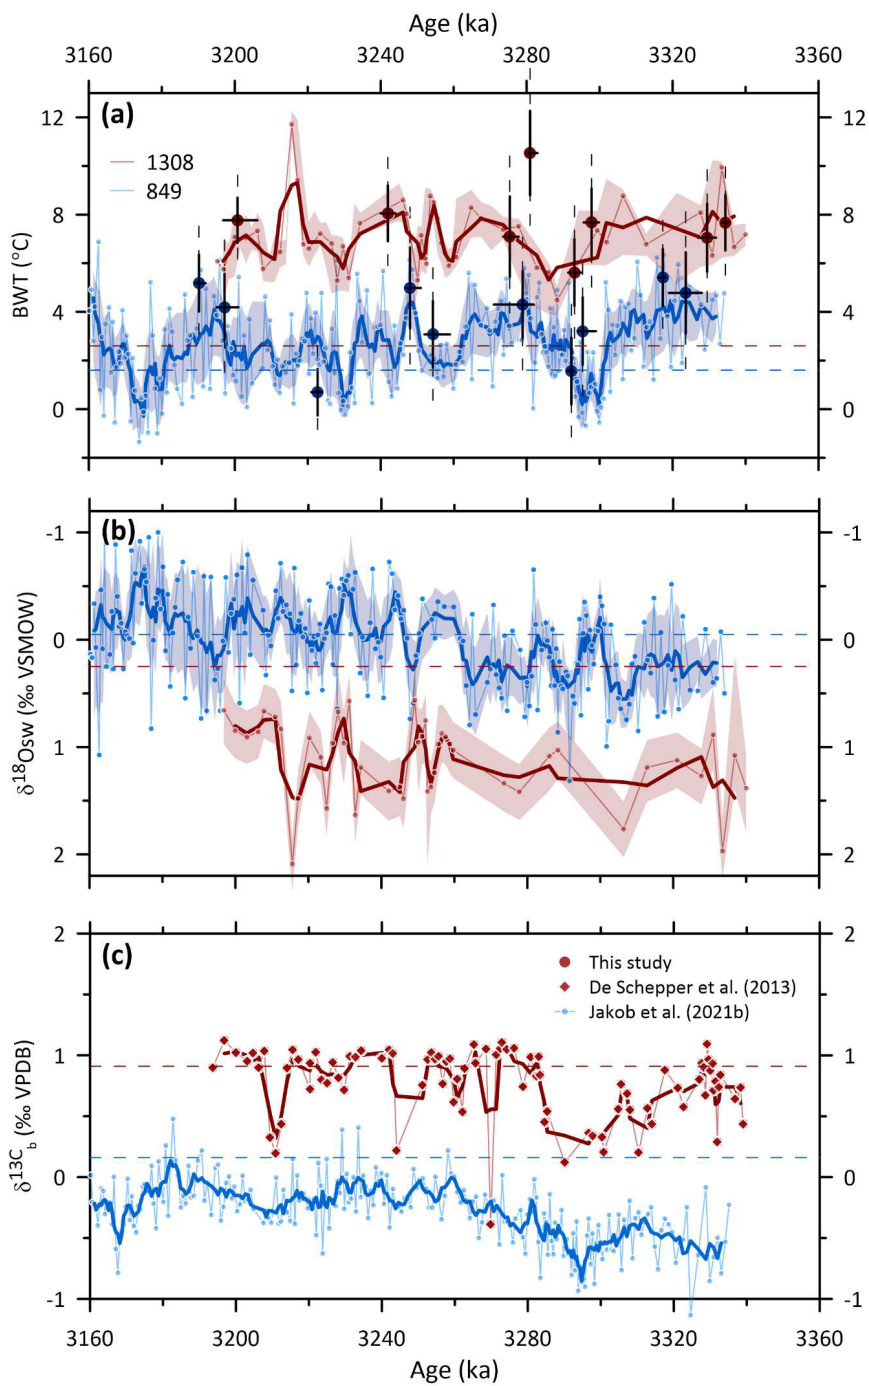 Age (ka)
3160 3200 3240 3280 3320 3360
(a)
1308
849
BWT (°C)
12 12
8 8
4 4
0 0
(b)
δ18Osw (‰ VSMOW)
-1 -1
0 0
1 1
2 2
(c)
This study
De Schepper et al. (2013)
Jakob et al. (2021b)
δ13Cb (‰ VPDB)
2 2
1 1
0 0
-1 -1
3160 3200 3240 3280 3320 3360
Age (ka)